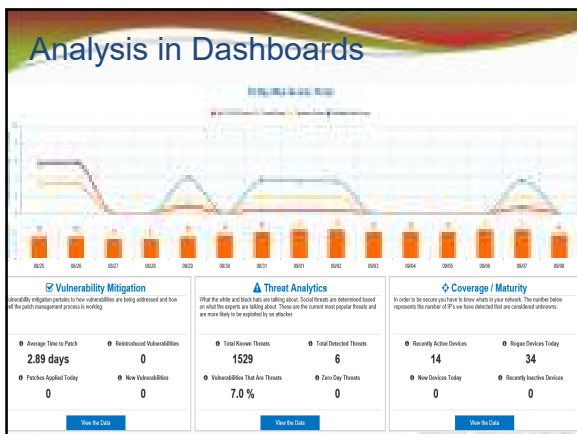 Analysis in Dashboards
08/25 08/26 08/27 08/28 08/29 08/30 08/31 09/01 09/02 09/03 09/04 09/05 09/06 09/07 09/08
Vulnerability Mitigation
ulnerability mitigation pertains to how vulnerabilities are being addressed and how
ell the patch management process is working.
Average Time to Patch
2.89 days
Reintroduced Vulnerabilities
0
Patches Applied Today
0
New Vulnerabilities
0
View the Data
Threat Analytics
What the white and black hats are talking about. Social threats are determined based
on what the experts are talking about. These are the current most popular threats and
are more likely to be exploited by an attacker.
Total Known Threats
1529
Total Detected Threats
6
Vulnerabilities That Are Threats
7.0 %
Zero Day Threats
0
View the Data
Coverage / Maturity
In order to be secure you have to know whats in your network. The number below
represents the number of IP's we have detected that are considered unknowns.
Recently Active Devices
14
Rogue Devices Today
34
New Devices Today
0
Recently Inactive Devices
0
View the Data